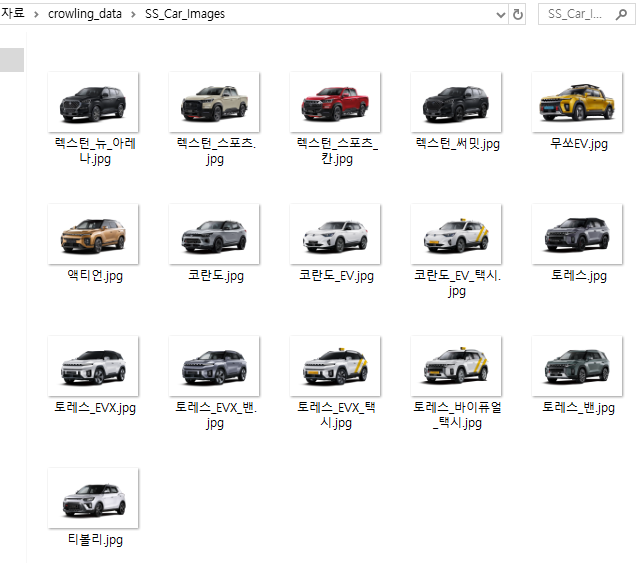 자료 > crowling_data > SS_Car_Images
SS_Car_I...
렉스턴_뉴_아레
나.jpg
렉스턴_스포츠.
jpg
렉스턴_스포츠_
칸.jpg
렉스턴_써밋.jpg
무쏘EV.jpg
액티언.jpg
코란도.jpg
코란도_EV.jpg
코란도_EV_택시.
jpg
토레스.jpg
토레스_EVX.jpg
토레스_EVX_밴.
jpg
토레스_EVX_택
시.jpg
토레스_바이퓨얼
_택시.jpg
토레스_밴.jpg
티볼리.jpg